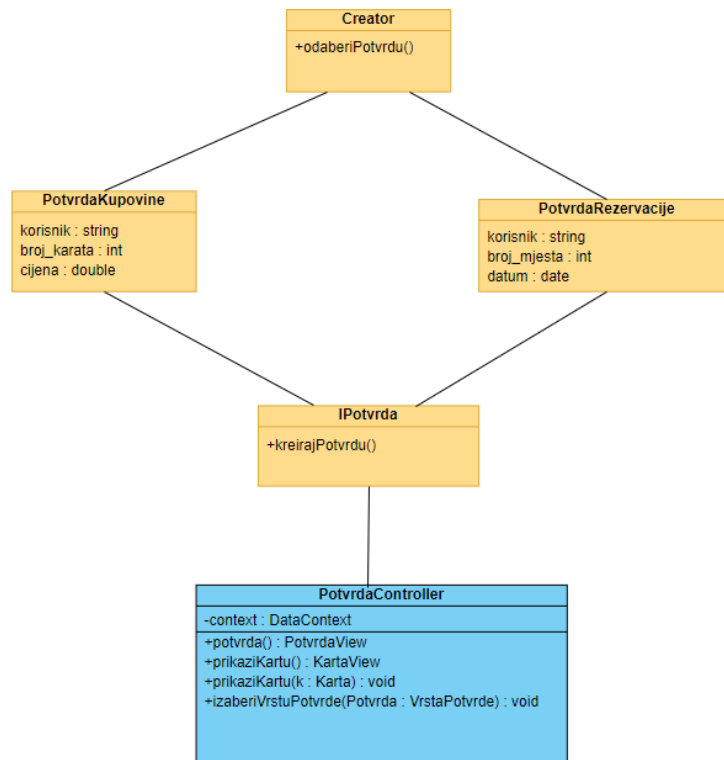 Creator
+odaberiPotvrdu()
PotvrdaKupovine
korisnik : string
broj_karata : int
cijena : double
PotvrdaRezervacije
korisnik : string
broj_mjesta : int
datum : date
IPotvrda
+kreirajPotvrdu()
PotvrdaController
-context : DataContext
+potvrda() : PotvrdaView
+prikaziKartu() : KartaView
+prikaziKartu(k : Karta) : void
+izaberiVrstuPotvrde(Potvrda : VrstaPotvrde) : void